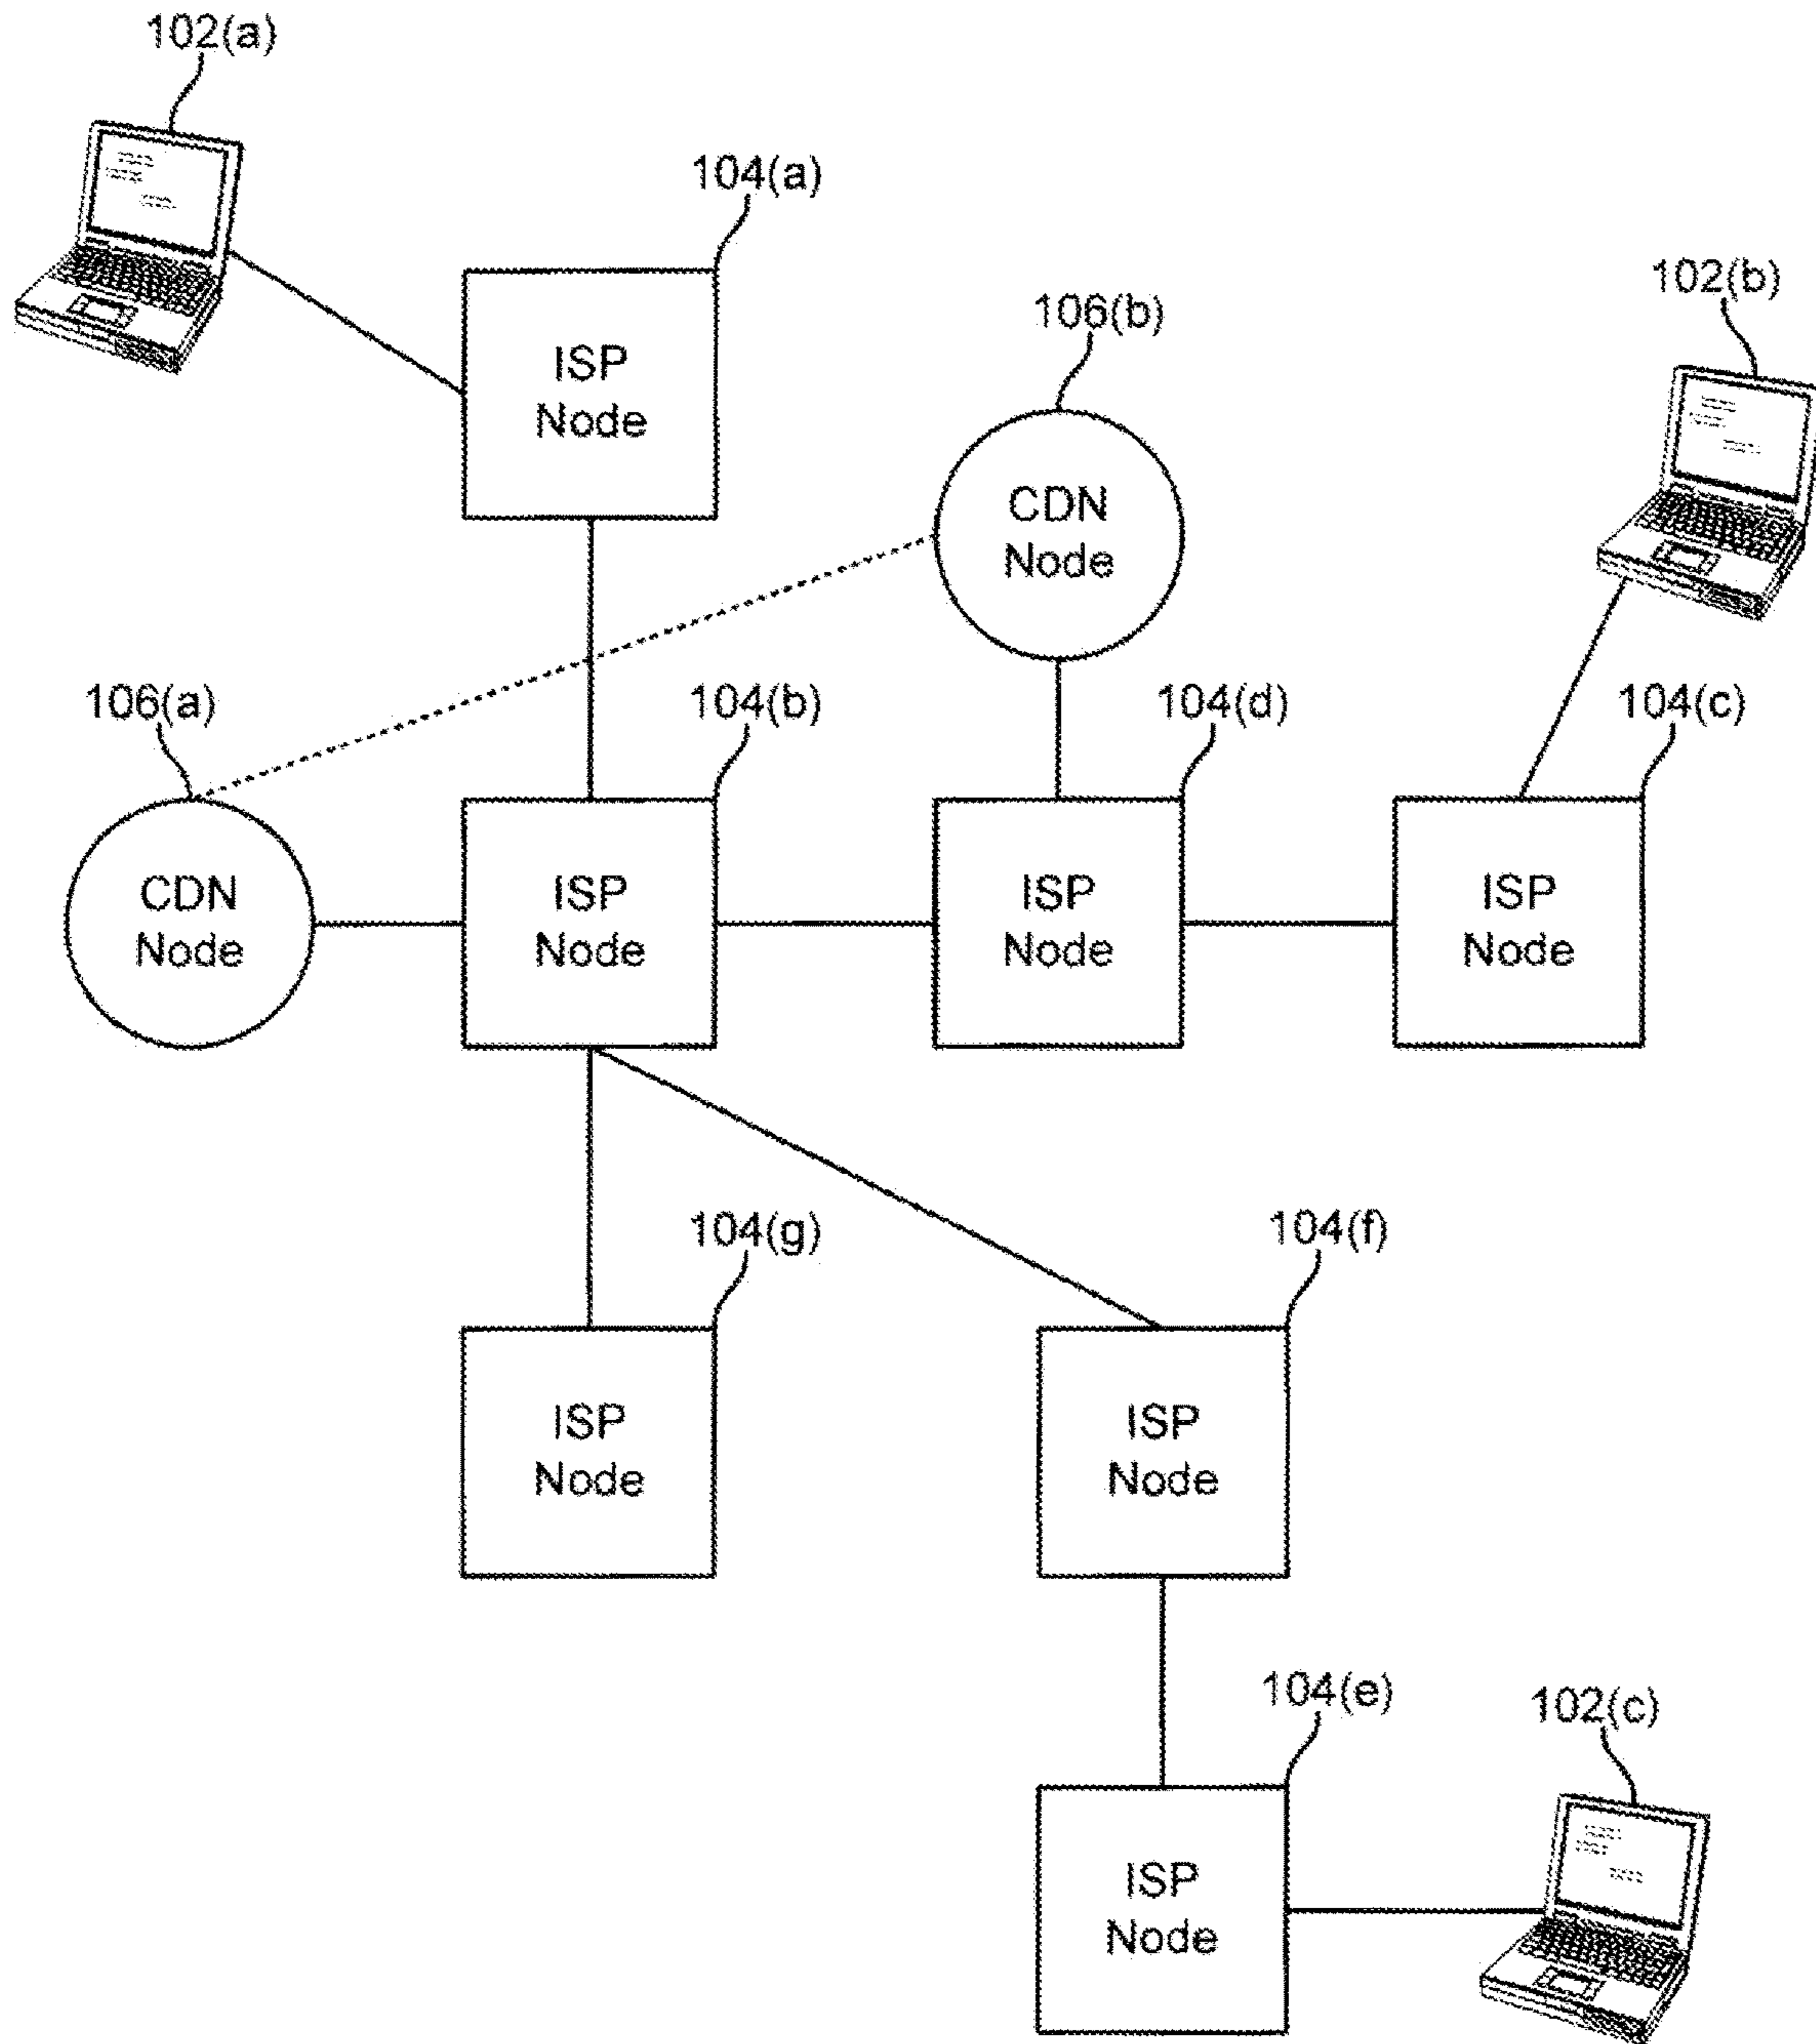 102(a)
104(a)
ISP
Node
102(b)
106(b)
CDN
Node
106(a)
104(b)
104(d)
104(c)
CDN
Node
ISP
Node
ISP
Node
ISP
Node
104(g)
104(f)
ISP
Node
ISP
Node
104(e)
102(c)
ISP
Node